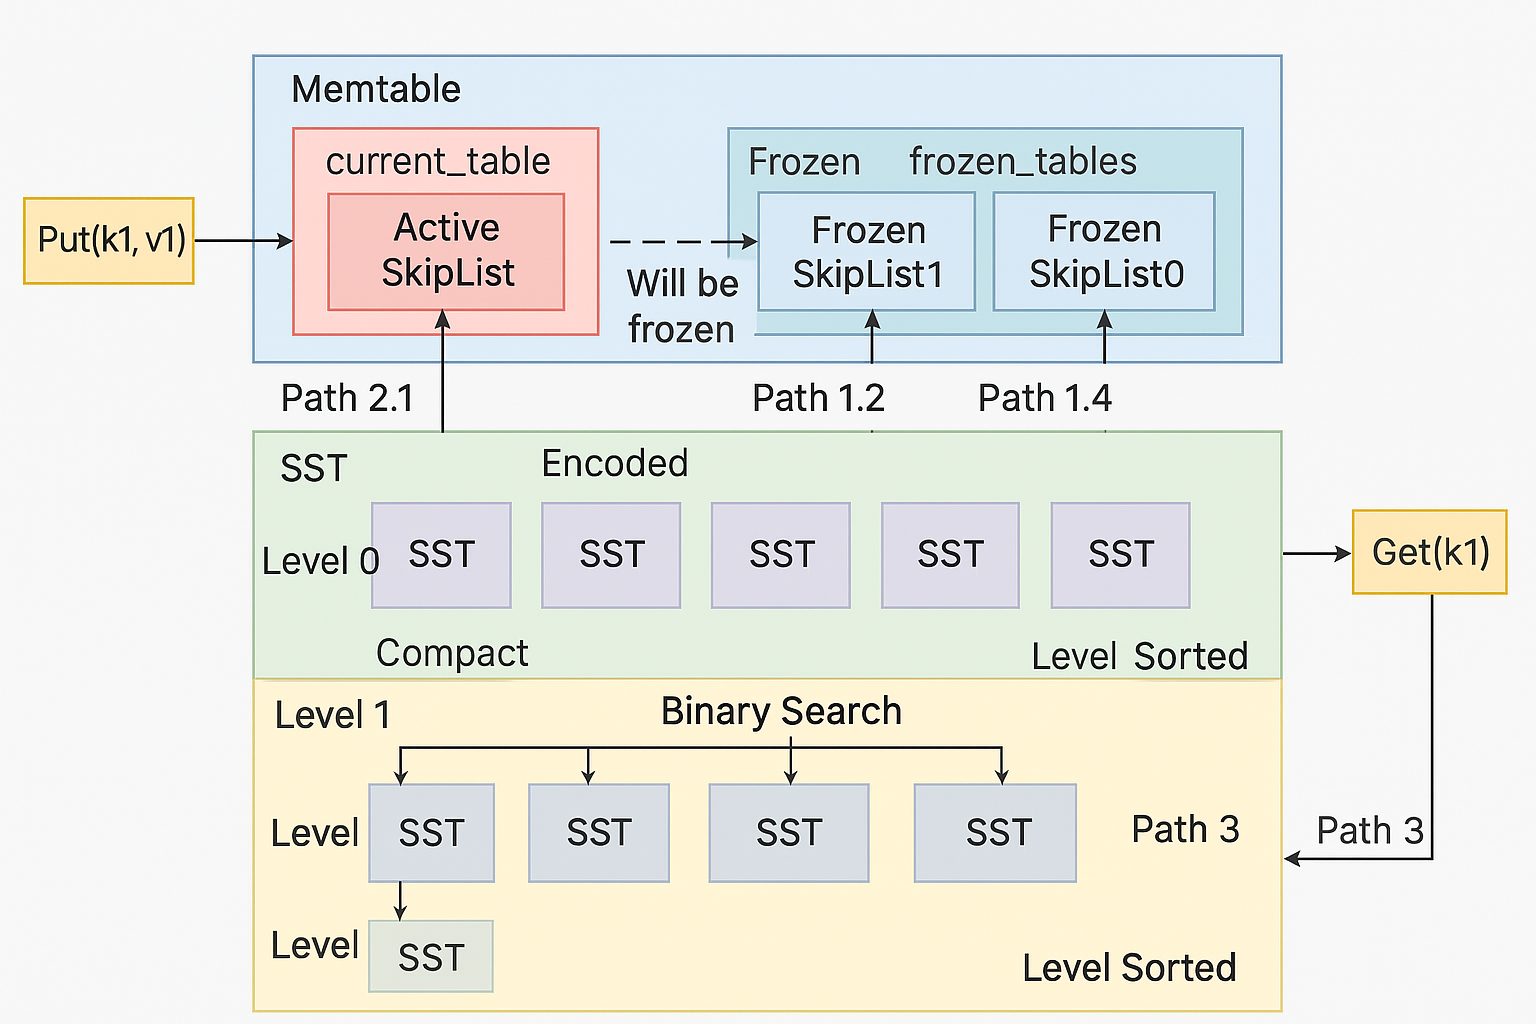 Memtable
current_table
Frozen frozen_tables
Put(k1, v1)
Active
SkipList
Will be
frozen
Frozen
SkipList1
Frozen
SkipList0
Path 2.1
Path 1.2
Path 1.4
SST
Encoded
Level 0
SST
SST
SST
SST
SST
Get(k1)
Compact
Level Sorted
Level 1
Binary Search
Level
SST
SST
SST
SST
Path 3
Path 3
Level
SST
Level Sorted